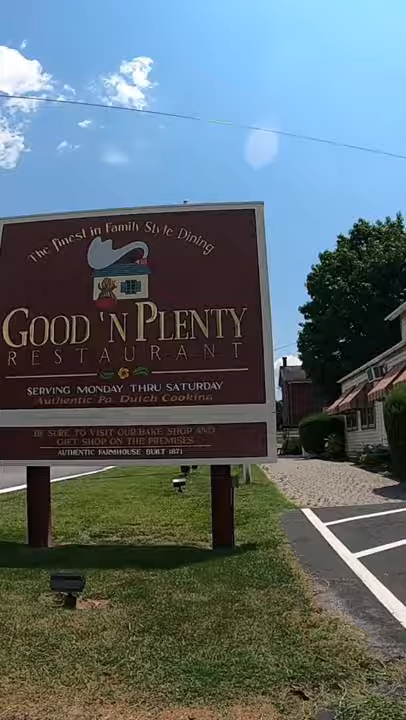 The finest in Family Style Dining
GOOD 'N PLENTY
RESTAURANT
SERVING MONDAY THRU SATURDAY
Authentic Pa. Dutch Cooking
BE SURE TO VISIT OUR BAKE SHOP AND
GIFT SHOP ON THE PREMISES
AUTHENTIC FARMHOUSE BUILT 1871